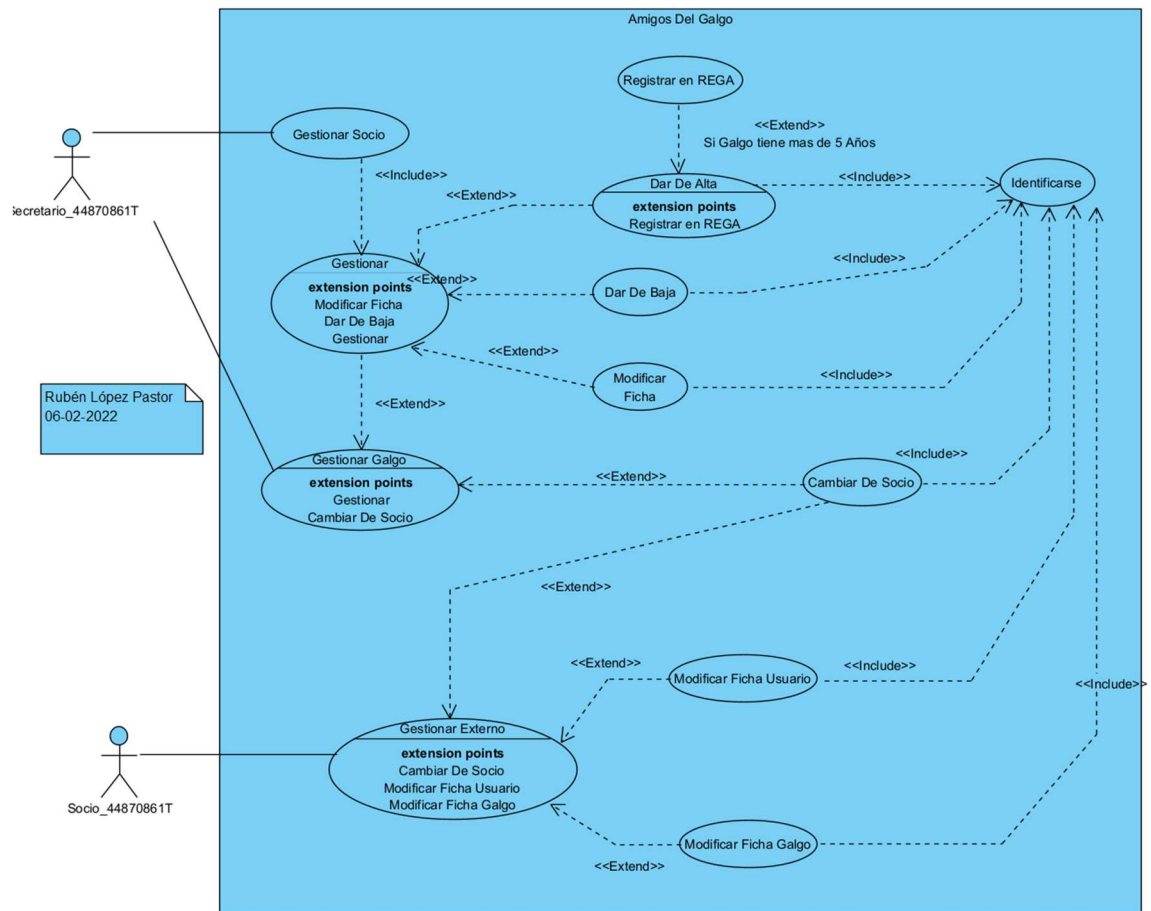 Amigos Del Galgo
Registrar en REGA
<<Extend>>
Si Galgo tiene mas de 5 Años
Gestionar Socio
<<Include>>
<<Extend>>
Dar De Alta
extension points
Registrar en REGA
<<Include>>
Identificarse
Secretario_44870861T
Gestionar
extension points
Modificar Ficha
Dar De Baja
Gestionar
<<Extend>>
Dar De Baja
<<Include>>
<<Extend>>
Modificar
Ficha
<<Include>>
Rubén López Pastor
06-02-2022
<<Extend>>
Gestionar Galgo
extension points
Gestionar
Cambiar De Socio
<<Extend>>
Cambiar De Socio
<<Include>>
<<Extend>>
<<Extend>>
Modificar Ficha Usuario
<<Include>>
<<Include>>
Gestionar Externo
extension points
Cambiar De Socio
Modificar Ficha Usuario
Modificar Ficha Galgo
Socio_44870861T
Modificar Ficha Galgo
<<Extend>>